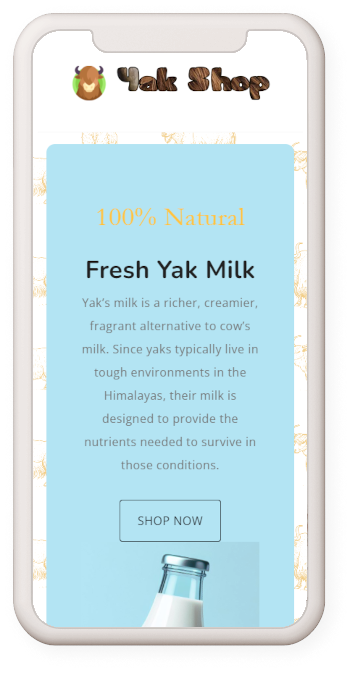 Yak Shop
100% Natural
Fresh Yak Milk
Yak's milk is a richer, creamier,
fragrant alternative to cow's
milk. Since yaks typically live in
tough environments in the
Himalayas, their milk is
designed to provide the
nutrients needed to survive in
those conditions.
SHOP NOW